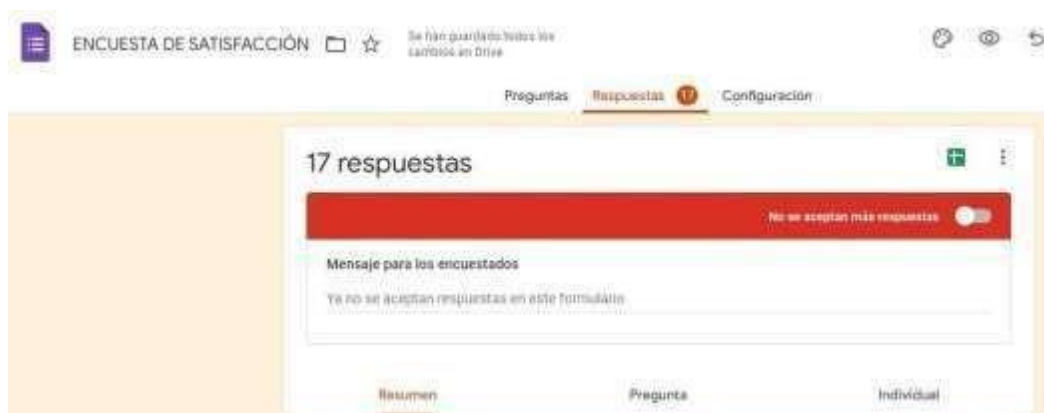 ENCUESTA DE SATISFACCIÓN
Se han guardado todos los
cambios en Drive
Preguntas Respuestas 17 Configuración
17 respuestas
No se aceptan más respuestas
Mensaje para los encuestados
Ya no se aceptan respuestas en este formulario
Resumen Pregunta Individual